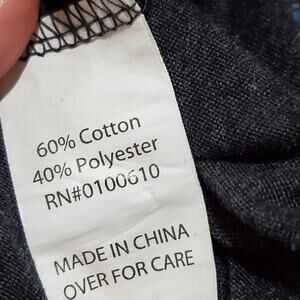 60% Cotton
40% Polyester
RN#0100610
MADE IN CHINA
OVER FOR CARE